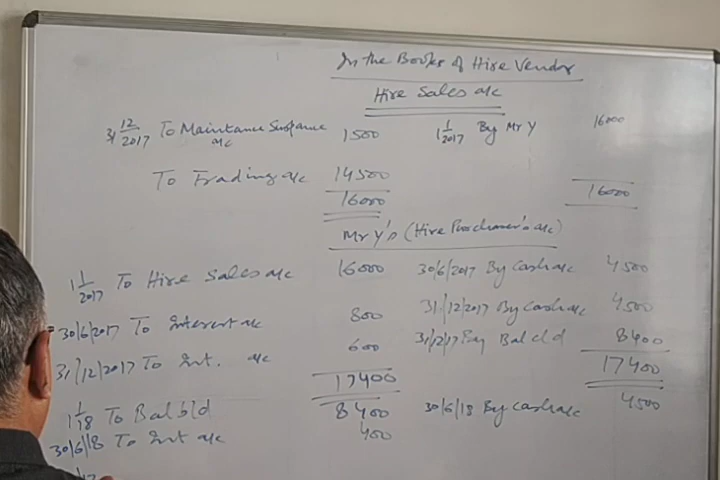 In the Books of Hire Vendor
Hire Sales a/c
31/12/2017 To Maintance Suspense a/c 1500 1/1/2017 By Mr Y 16000
To Trading a/c 14500
16000 16000
Mr Y's (Hire Purchaser's a/c)
1/1/2017 To Hire Sales a/c 16000 30/6/2017 By Cash a/c 4500
30/6/2017 To Interest a/c 800 31/12/2017 By Cash a/c 4500
31/12/2017 To Int. a/c 600 31/12/17 By Bal c/d 8400
17400 17400
1/1/18 To Bal b/d 8400 30/6/18 By Cash a/c 4500
30/6/18 To Int a/c 400